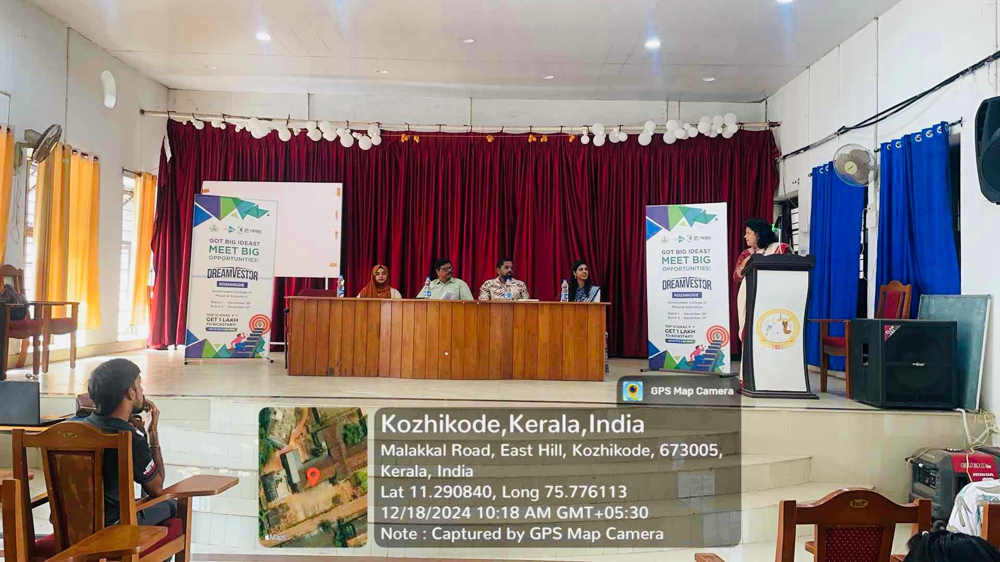 GOT BIG IDEAS?
MEET BIG
OPPORTUNITIES!
DREAMVESTOR
KOZHIKODE
Government College of
Physical Education
Batch 1 - December 18th
Batch 2 - December 21st
TOP 10 IDEAS
GET 1 LAKH
TO KICKSTART!
REGISTER FOR FREE
riglabs
GOT BIG IDEAS?
MEET BIG
OPPORTUNITIES!
DREAMVESTOR
KOZHIKODE
Government College of
Physical Education
Batch 1 - December 18th
Batch 2 - December 21st
TOP 10 IDEAS
GET 1 LAKH
TO KICKSTART!
REGISTER FOR FREE
GPS Map Camera
Kozhikode,Kerala,India
Malakkal Road, East Hill, Kozhikode, 673005,
Kerala, India
Lat 11.290840, Long 75.776113
12/18/2024 10:18 AM GMT+05:30
Note : Captured by GPS Map Camera
Maps
EU30is
HONDA